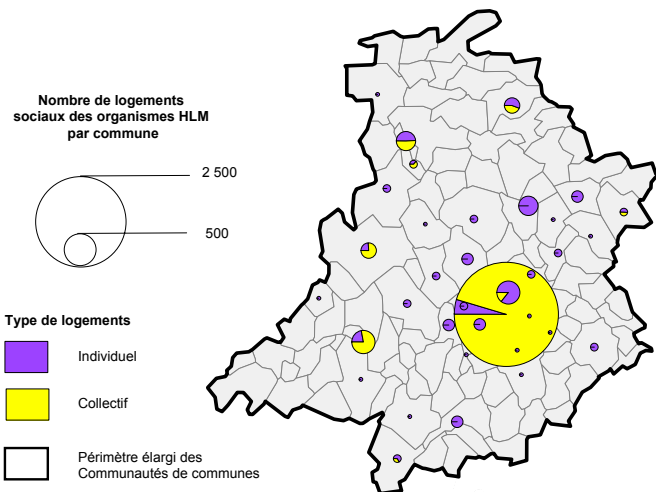 Nombre de logements
sociaux des organismes HLM
par commune
2 500
500
Type de logements
Individuel
Collectif
Périmètre élargi des
Communautés de communes